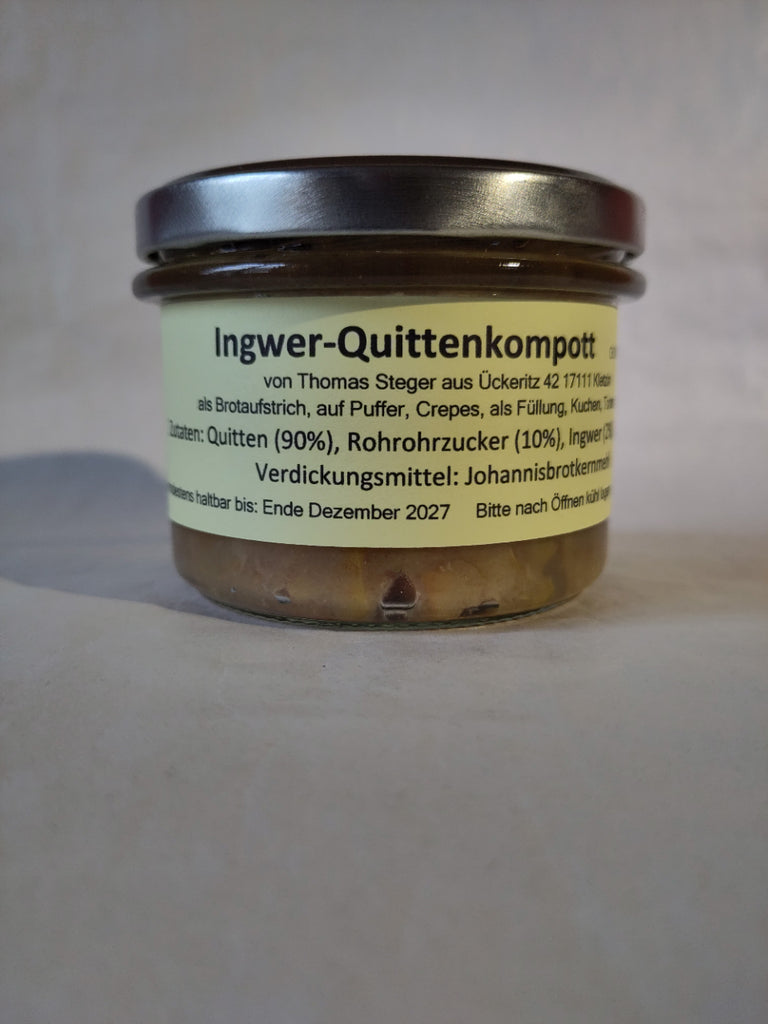 Ingwer-Quittenkompott
von Thomas Steger aus Ückeritz 42 17111 Kletzin
als Brotaufstrich, auf Puffer, Crepes, als Füllung, Kuchen,
Zutaten: Quitten (90%), Rohrohrzucker (10%), Ingwer
Verdickungsmittel: Johannisbrotkernmehl
haltbar bis: Ende Dezember 2027 Bitte nach Öffnen kühl